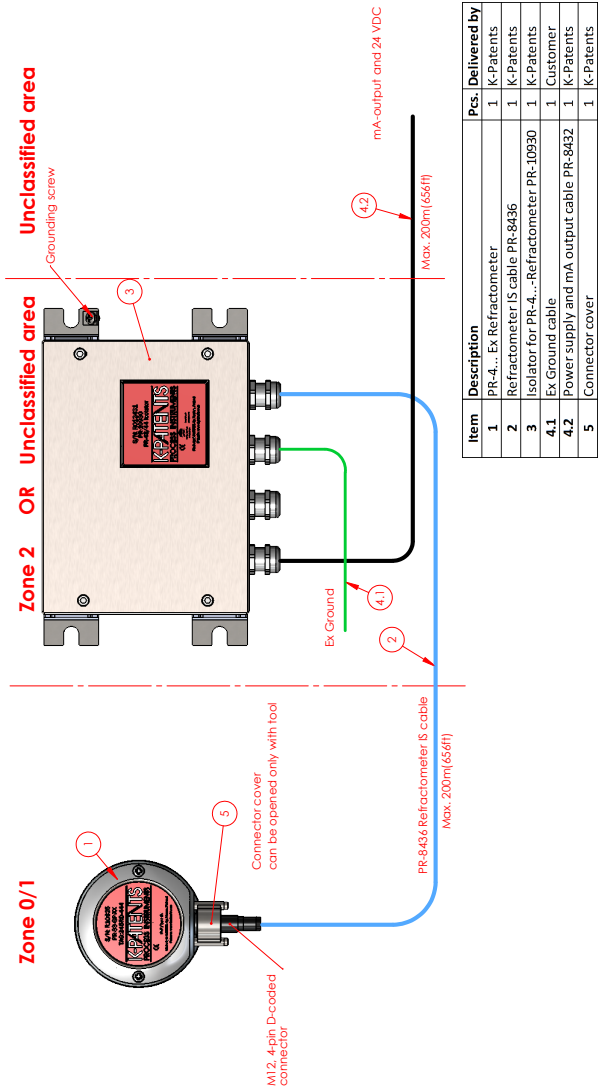 Zone 0/1
Zone 2 OR Unclassified area
Unclassified area
Grounding screw
1
3
5
K-PATENTS
PROCESS INSTRUMENTS
K-PATENTS
PROCESS INSTRUMENTS
Connector cover
can be opened only with tool
M12, 4-pin D-coded
connector
Ex Ground
4.1
2
4.2
mA-output and 24 VDC
Max. 200m(656ft)
PR-8436 Refractometer IS cable
Max. 200m(656ft)
Item Description Pcs. Delivered by
1 PR-4... Ex Refractometer 1 K-Patents
2 Refractometer IS cable PR-8436 1 K-Patents
3 Isolator for PR-4...-Refractometer PR-10930 1 K-Patents
4.1 Ex Ground cable 1 Customer
4.2 Power supply and mA output cable PR-8432 1 K-Patents
5 Connector cover 1 K-Patents